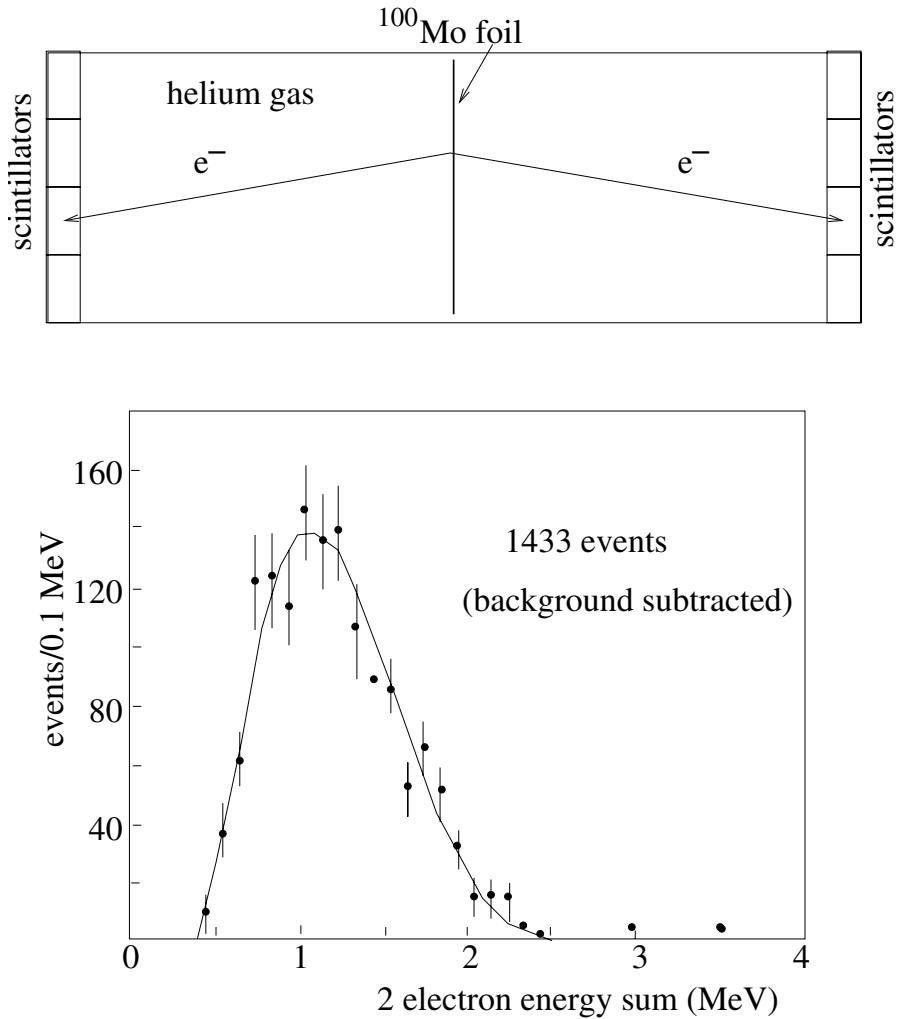 ¹⁰⁰Mo foil
helium gas
scintillators
e⁻
e⁻
scintillators
events/0.1 MeV
160
120
80
40
1433 events
(background subtracted)
0
1
2
3
4
2 electron energy sum (MeV)